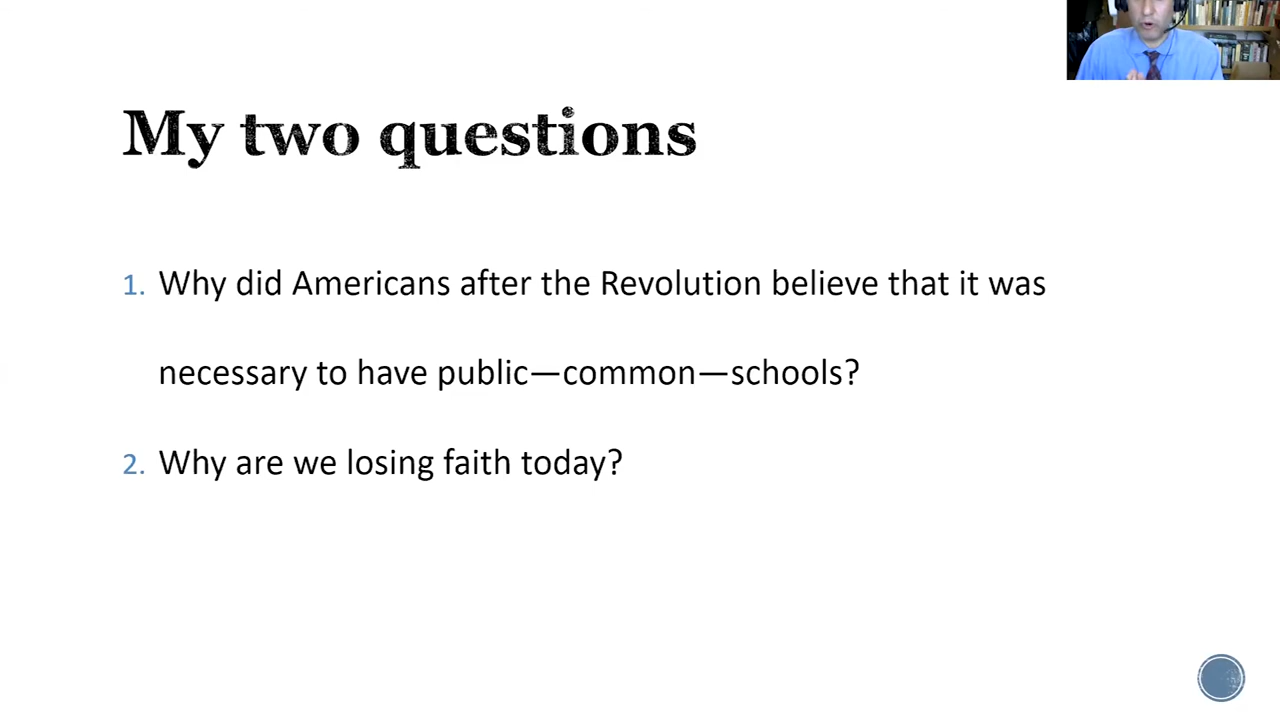 My two questions
1. Why did Americans after the Revolution believe that it was
necessary to have public—common—schools?
2. Why are we losing faith today?